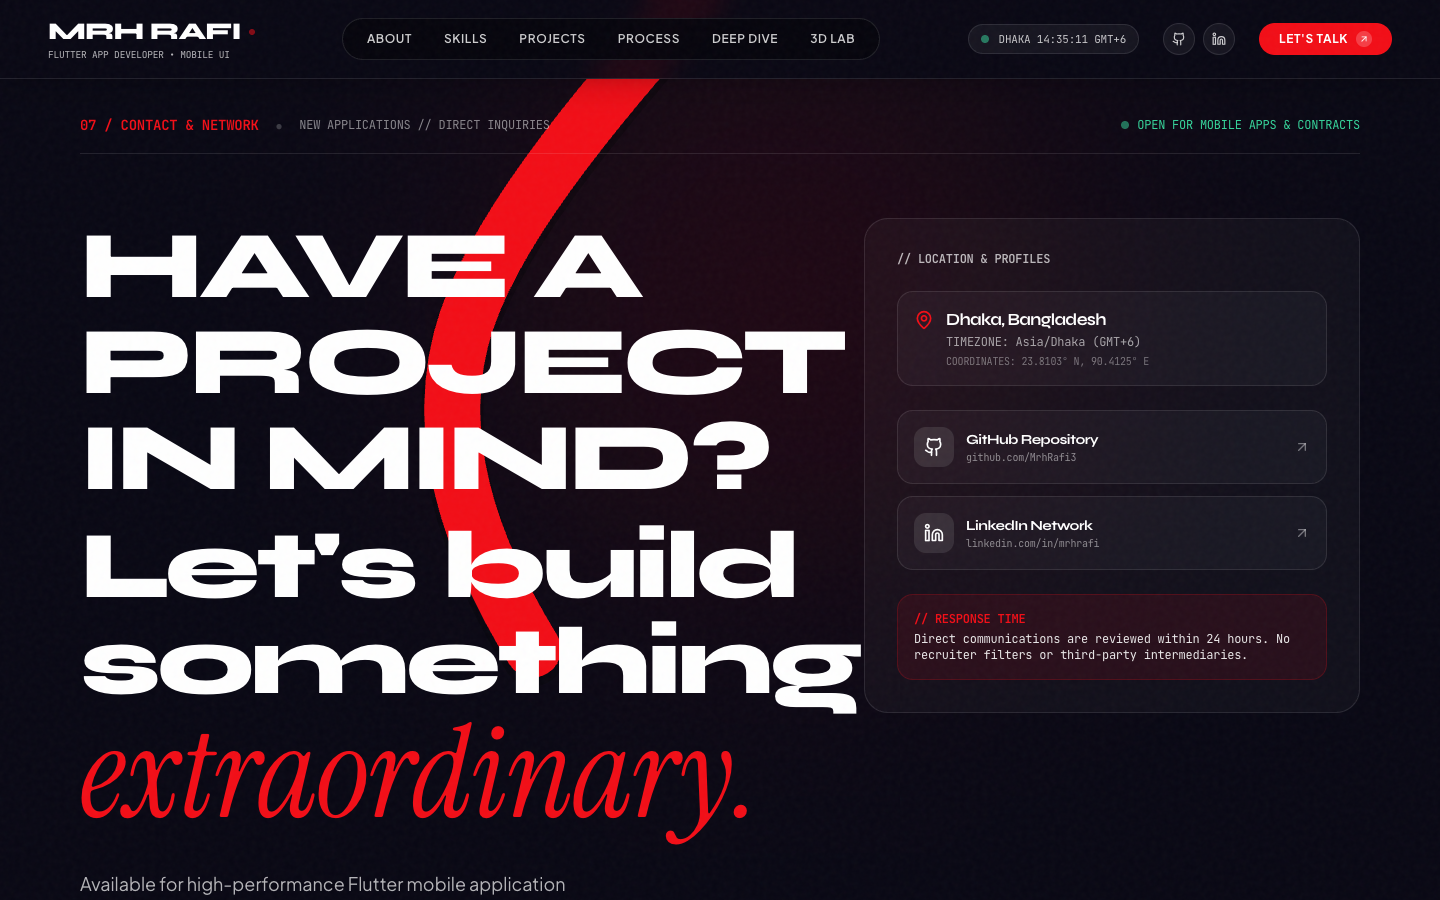 MRH RAFI
FLUTTER APP DEVELOPER • MOBILE UI
ABOUT
SKILLS
PROJECTS
PROCESS
DEEP DIVE
3D LAB
DHAKA 14:35:11 GMT+6
LET'S TALK
07 / CONTACT & NETWORK
NEW APPLICATIONS // DIRECT INQUIRIES
OPEN FOR MOBILE APPS & CONTRACTS
HAVE A
PROJECT
IN MIND?
Let's build
something
extraordinary.
Available for high-performance Flutter mobile application
// LOCATION & PROFILES
Dhaka, Bangladesh
TIMEZONE: Asia/Dhaka (GMT+6)
COORDINATES: 23.8103° N, 90.4125° E
GitHub Repository
github.com/MrhRafi3
LinkedIn Network
linkedin.com/in/mrhrafi
// RESPONSE TIME
Direct communications are reviewed within 24 hours. No
recruiter filters or third-party intermediaries.